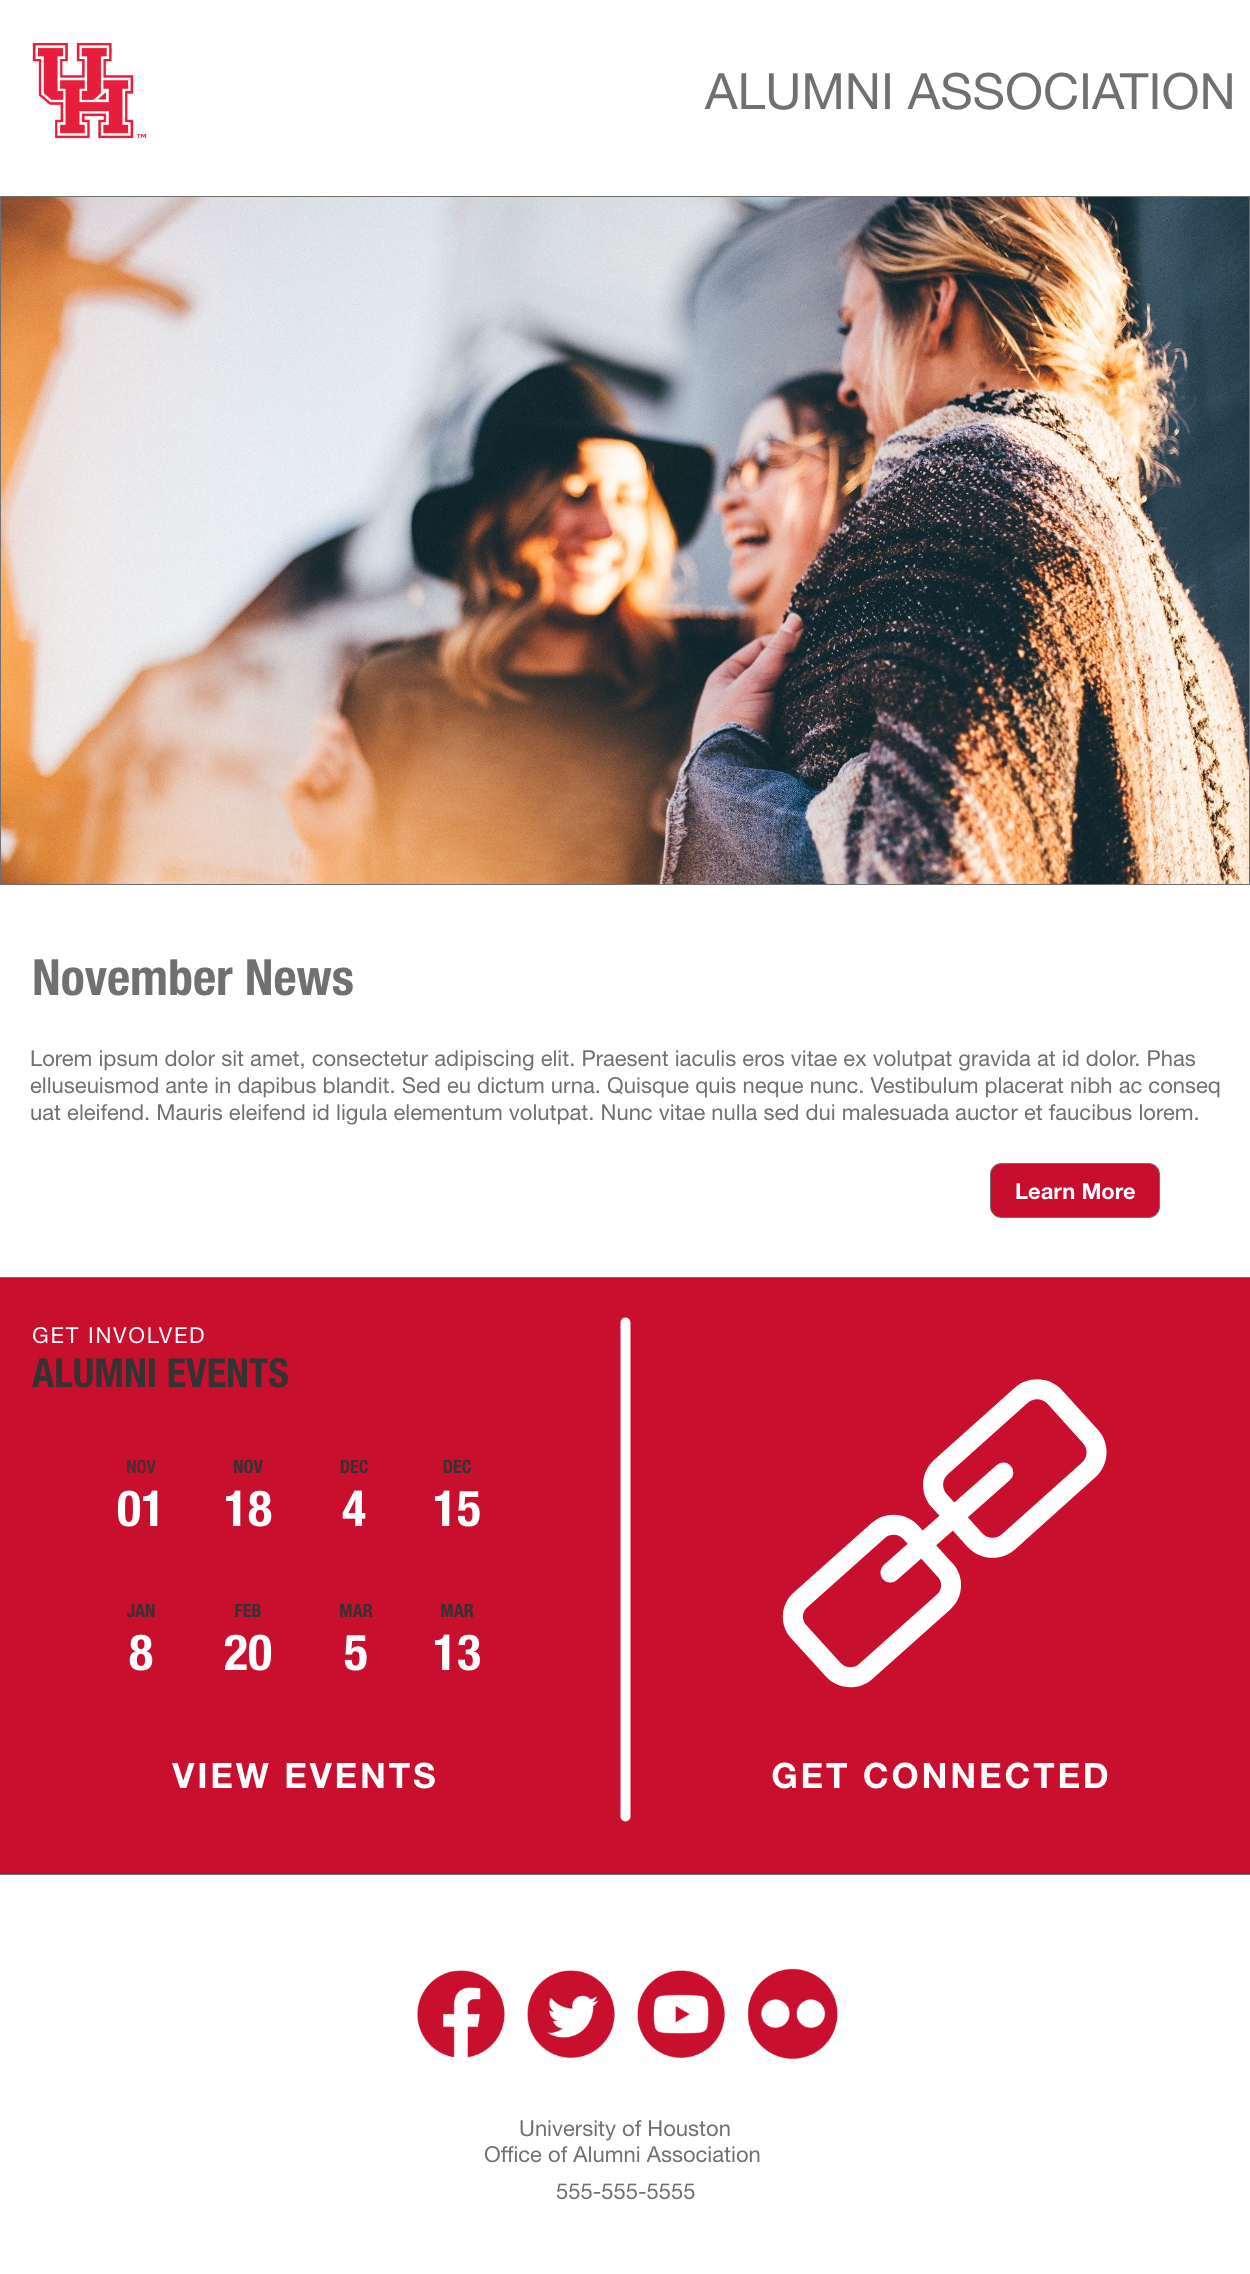 UH™
ALUMNI ASSOCIATION
November News
Lorem ipsum dolor sit amet, consectetur adipiscing elit. Praesent iaculis eros vitae ex volutpat gravida at id dolor. Phas
elluseuismod ante in dapibus blandit. Sed eu dictum urna. Quisque quis neque nunc. Vestibulum placerat nibh ac conseq
uat eleifend. Mauris eleifend id ligula elementum volutpat. Nunc vitae nulla sed dui malesuada auctor et faucibus lorem.
Learn More
GET INVOLVED
ALUMNI EVENTS
NOV NOV DEC DEC
01 18 4 15
JAN FEB MAR MAR
8 20 5 13
VIEW EVENTS
GET CONNECTED
University of Houston
Office of Alumni Association
555-555-5555